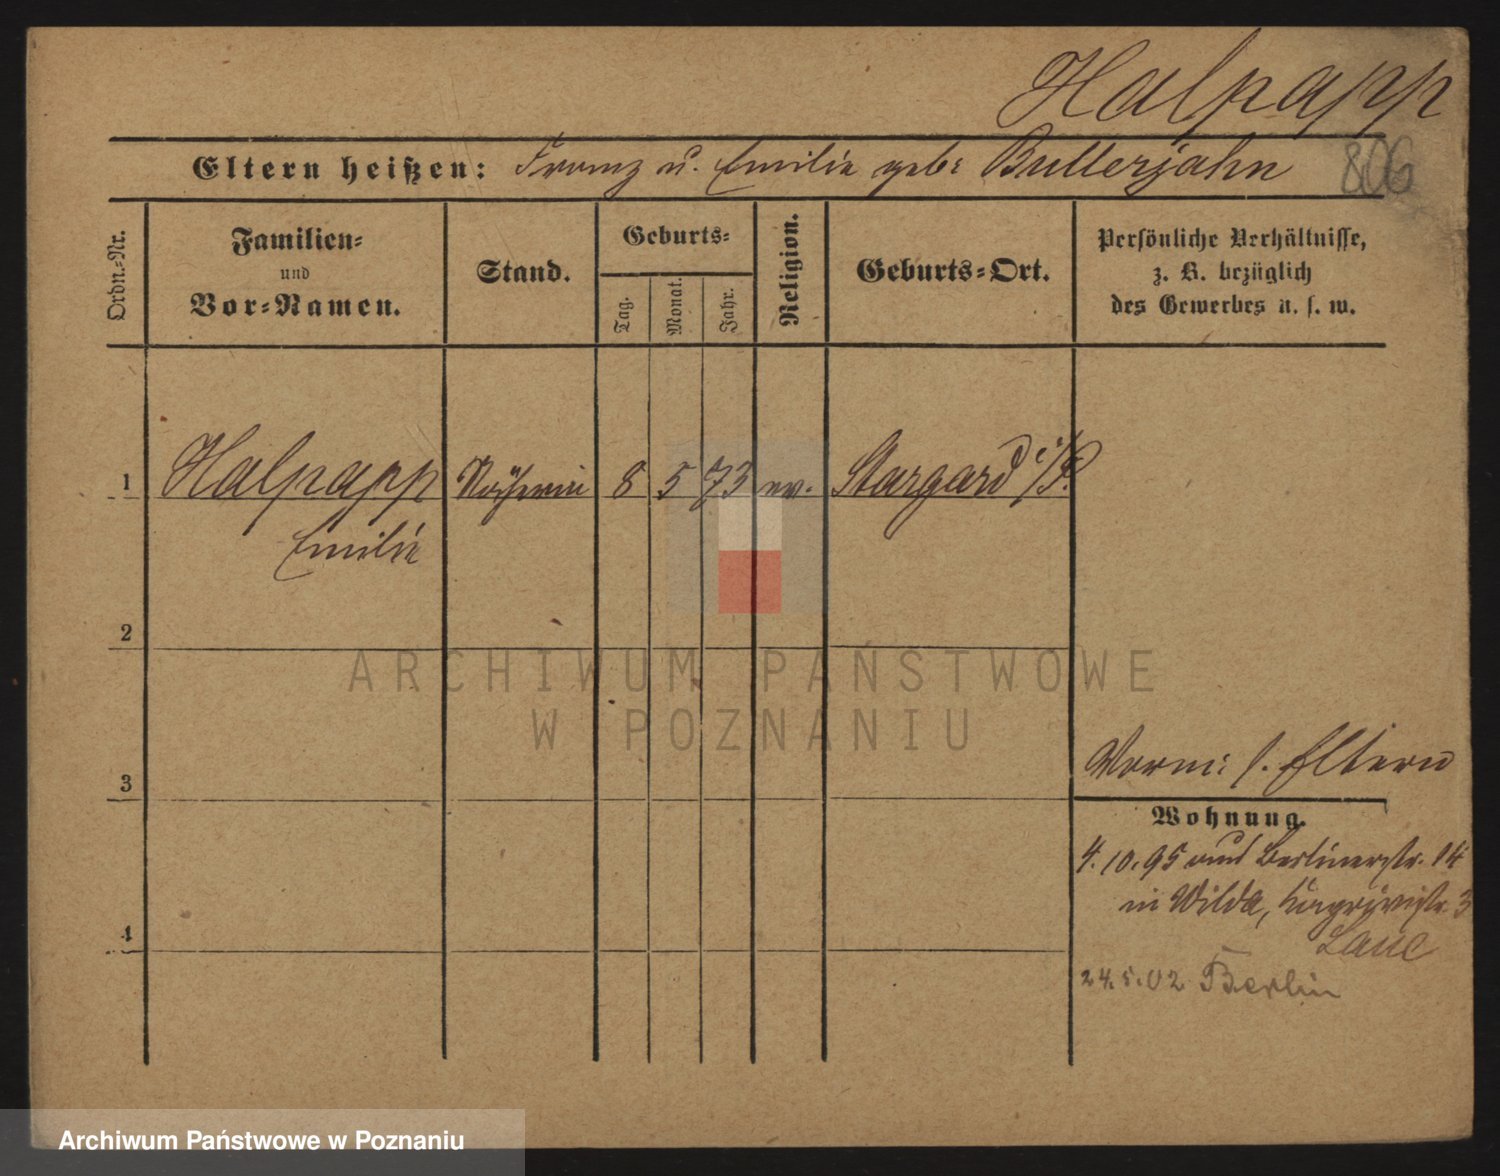 Halpapp
Eltern heißen: Franz u. Emilie geb: Bullerjahn 806
Ordn.-Nr.
Familien-
und
Vor-Namen.
Stand.
Geburts-
Tag.
Monat.
Jahr.
Religion.
Geburts-Ort.
Persönliche Verhältnisse,
z. B. bezüglich
des Gewerbes u. s. w.
1 Halpapp Näherin 8 5 73 ev. Stargard i/P.
Emilie
2
ARCHIWUM PAŃSTWOWE
W POZNANIU
3
Vorm: s. Eltern
Wohnung.
4. 10. 95 aus Berlinerstr. 14
in Wilda, 3
4
24. 5. 02 Berlin
Archiwum Państwowe w Poznaniu